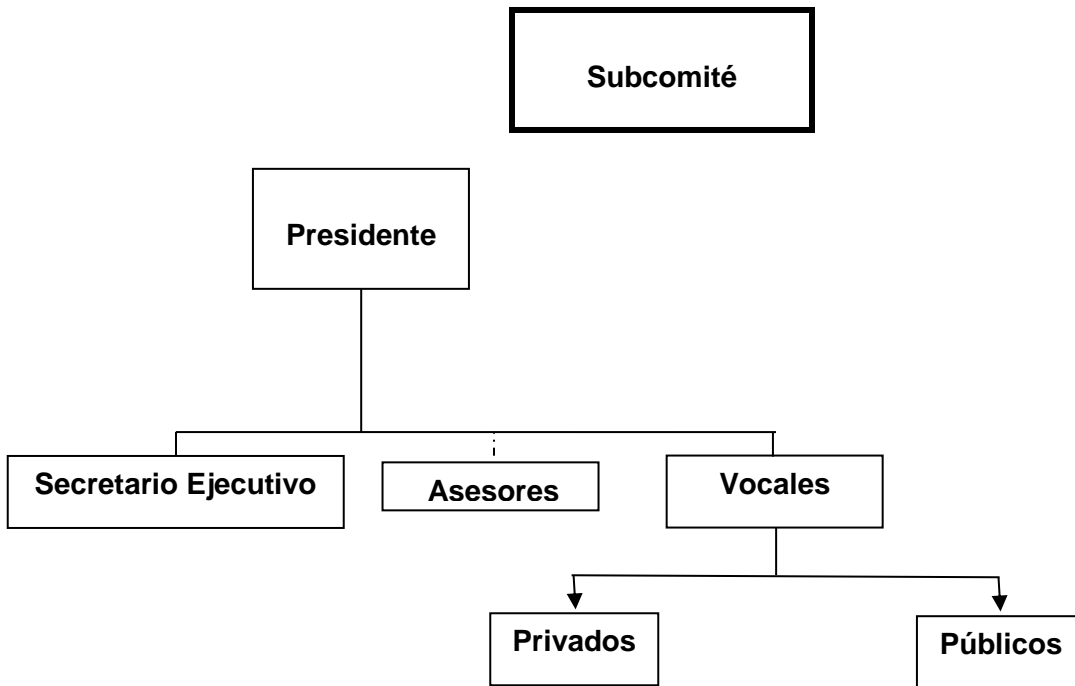 Subcomité
Presidente
Secretario Ejecutivo
Asesores
Vocales
Privados
Públicos